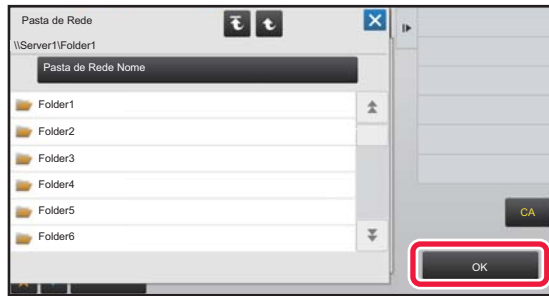 Pasta de Rede
\\Server1\Folder1
Pasta de Rede Nome
Folder1
Folder2
Folder3
Folder4
Folder5
Folder6
CA
OK